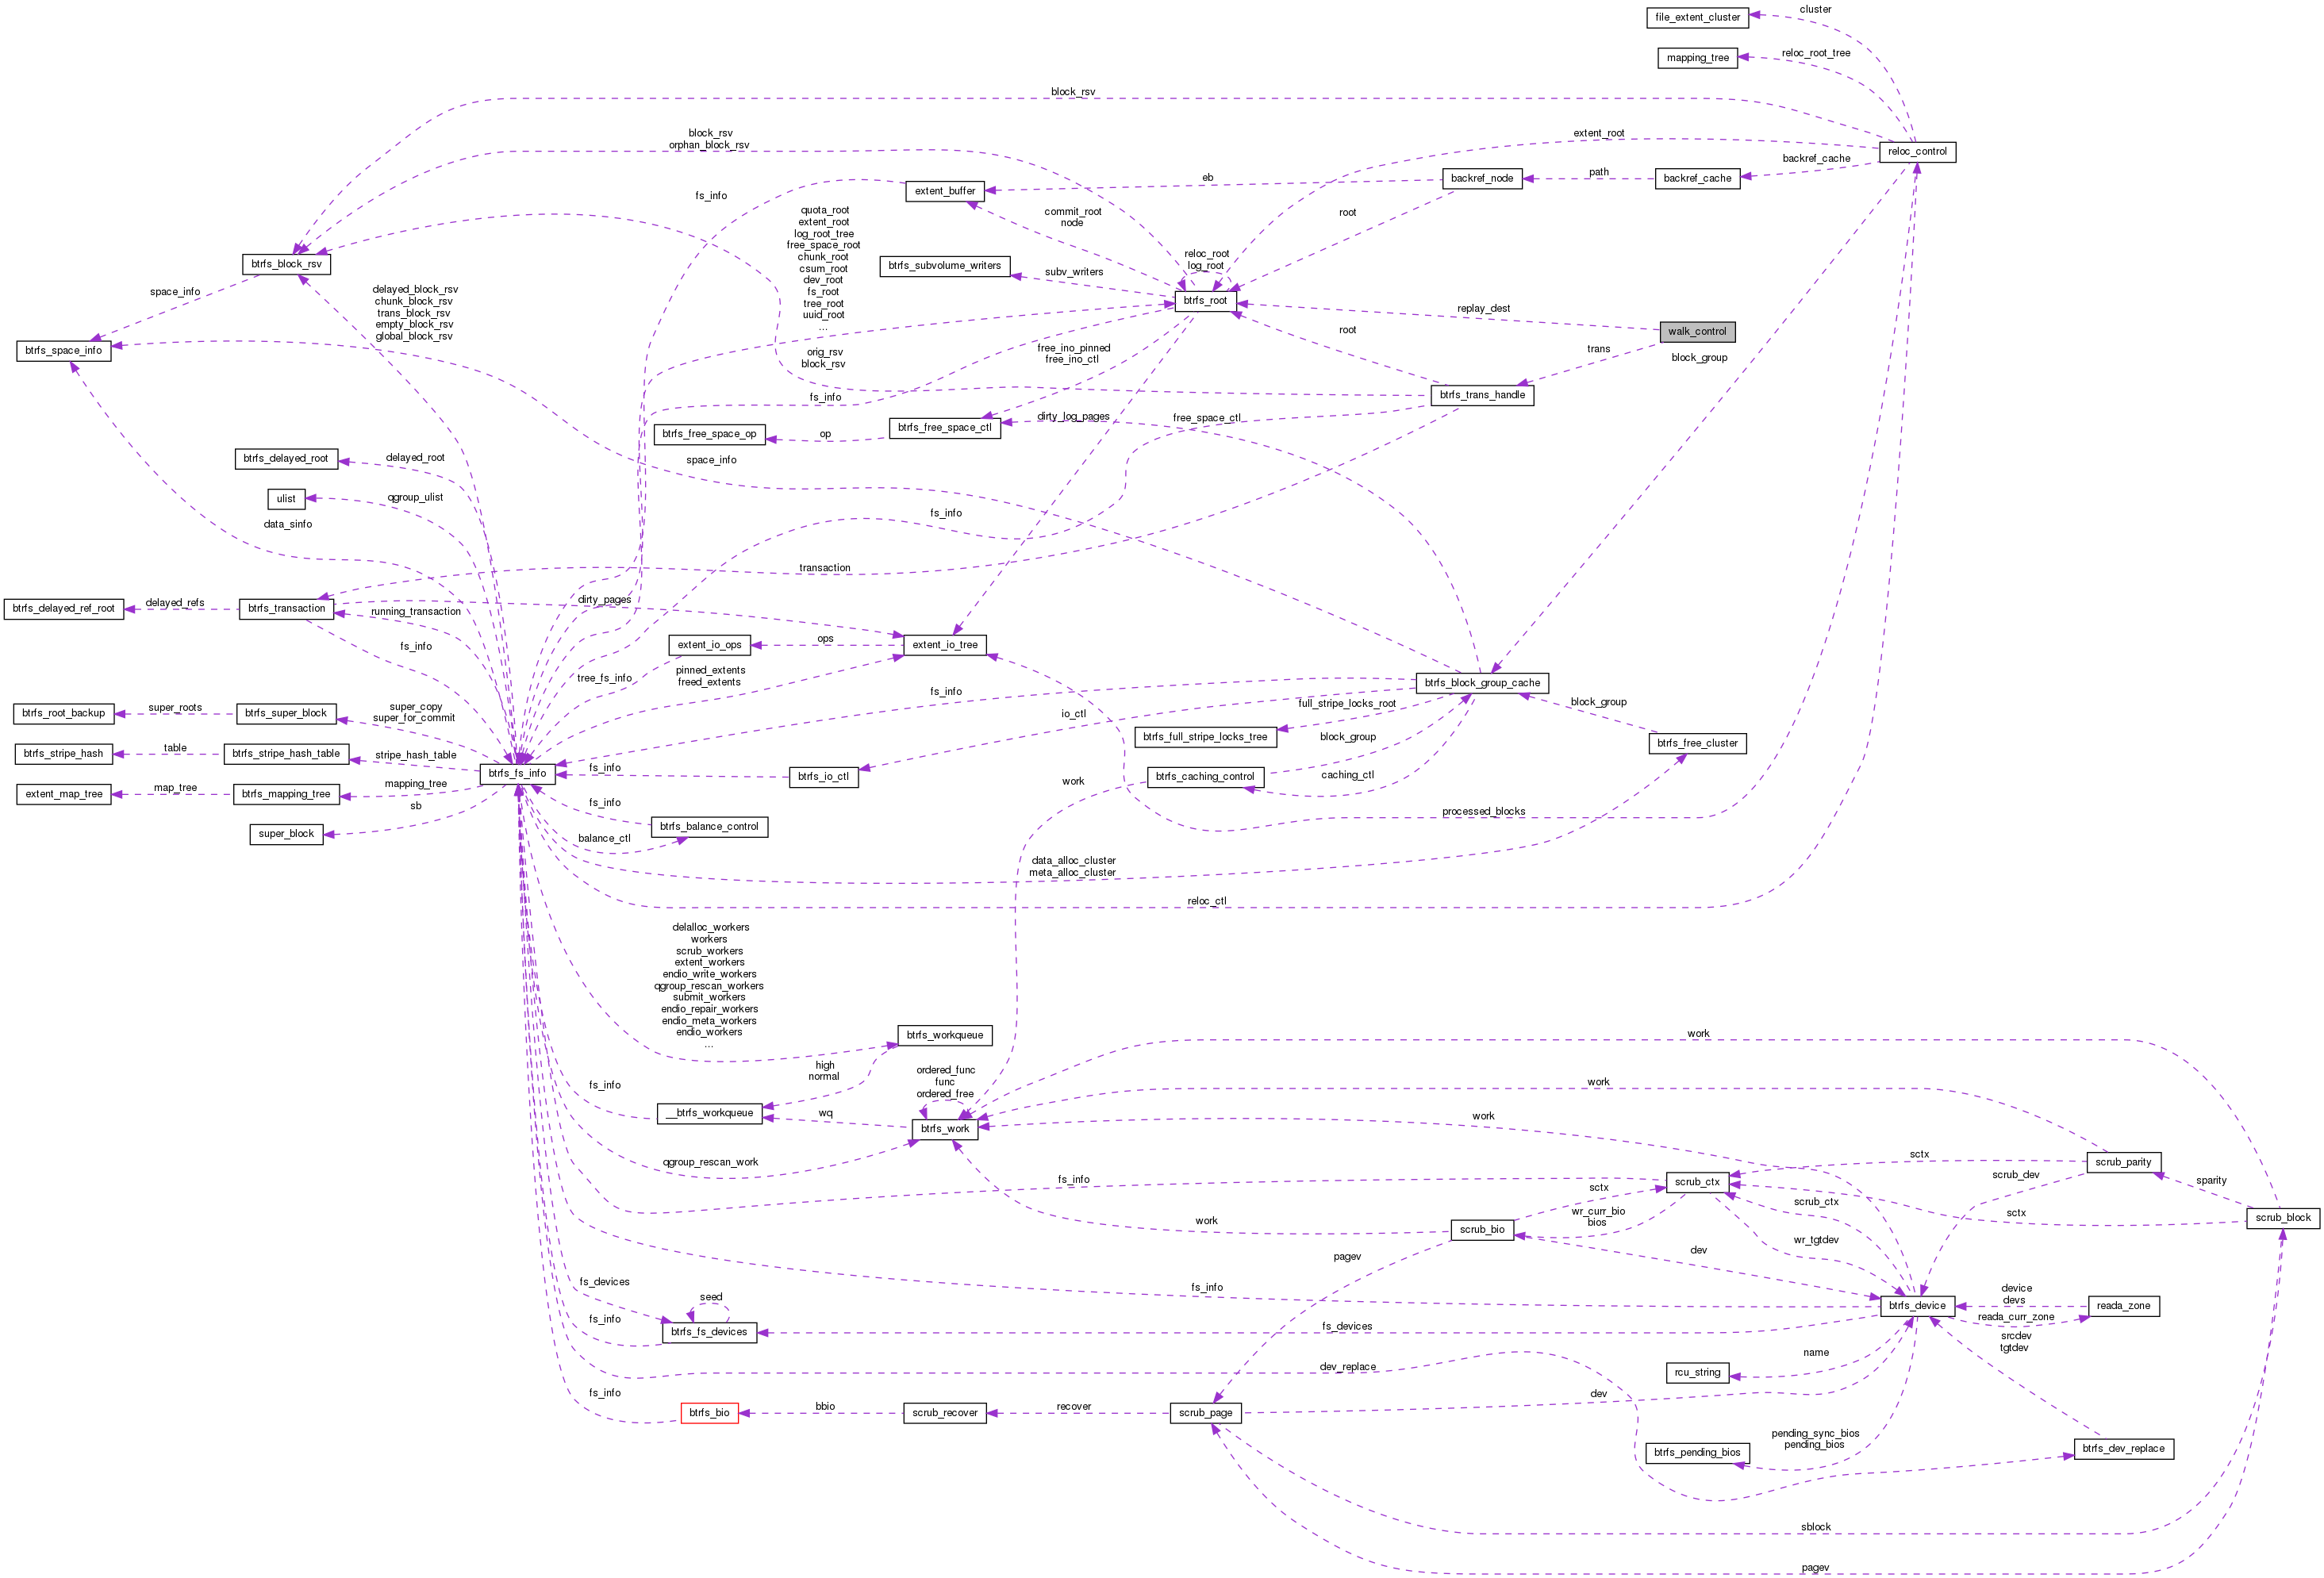 cluster
file_extent_cluster
reloc_root_tree
mapping_tree
block_rsv
block_rsv
orphan_block_rsv
extent_root
reloc_control
backref_cache
backref_cache
path
backref_node
eb
extent_buffer
fs_info
root
commit_root
node
quota_root
extent_root
log_root_tree
free_space_root
chunk_root
csum_root
dev_root
fs_root
tree_root
uuid_root
...
reloc_root
log_root
btrfs_subvolume_writers
subv_writers
btrfs_root
btrfs_block_rsv
space_info
delayed_block_rsv
chunk_block_rsv
trans_block_rsv
empty_block_rsv
global_block_rsv
replay_dest
root
walk_control
trans
btrfs_space_info
orig_rsv
block_rsv
free_ino_pinned
free_ino_ctl
block_group
fs_info
btrfs_trans_handle
dirty_log_pages
free_space_ctl
btrfs_free_space_op
op
btrfs_free_space_ctl
btrfs_delayed_root
delayed_root
space_info
ulist
qgroup_ulist
data_sinfo
fs_info
transaction
btrfs_delayed_ref_root
delayed_refs
btrfs_transaction
running_transaction
dirty_pages
fs_info
extent_io_ops
ops
extent_io_tree
tree_fs_info
pinned_extents
freed_extents
btrfs_block_group_cache
fs_info
full_stripe_locks_root
block_group
btrfs_root_backup
super_roots
btrfs_super_block
super_copy
super_for_commit
io_ctl
btrfs_full_stripe_locks_tree
block_group
btrfs_free_cluster
btrfs_stripe_hash
table
btrfs_stripe_hash_table
stripe_hash_table
btrfs_fs_info
fs_info
btrfs_io_ctl
btrfs_caching_control
caching_ctl
work
extent_map_tree
map_tree
btrfs_mapping_tree
mapping_tree
sb
super_block
fs_info
btrfs_balance_control
balance_ctl
processed_blocks
data_alloc_cluster
meta_alloc_cluster
reloc_ctl
delalloc_workers
workers
scrub_workers
extent_workers
endio_write_workers
qgroup_rescan_workers
submit_workers
endio_repair_workers
endio_meta_workers
endio_workers
...
btrfs_workqueue
high
normal
work
ordered_func
func
ordered_free
fs_info
__btrfs_workqueue
wq
btrfs_work
work
work
qgroup_rescan_work
fs_info
sctx
scrub_parity
scrub_dev
sparity
scrub_ctx
sctx
wr_curr_bio
bios
scrub_ctx
sctx
scrub_block
work
scrub_bio
wr_tgtdev
dev
pagev
fs_devices
fs_info
seed
btrfs_device
device
devs
reada_zone
reada_curr_zone
fs_info
btrfs_fs_devices
fs_devices
srcdev
tgtdev
name
rcu_string
dev_replace
fs_info
btrfs_bio
bbio
scrub_recover
recover
scrub_page
dev
pending_sync_bios
pending_bios
btrfs_pending_bios
btrfs_dev_replace
sblock
pagev